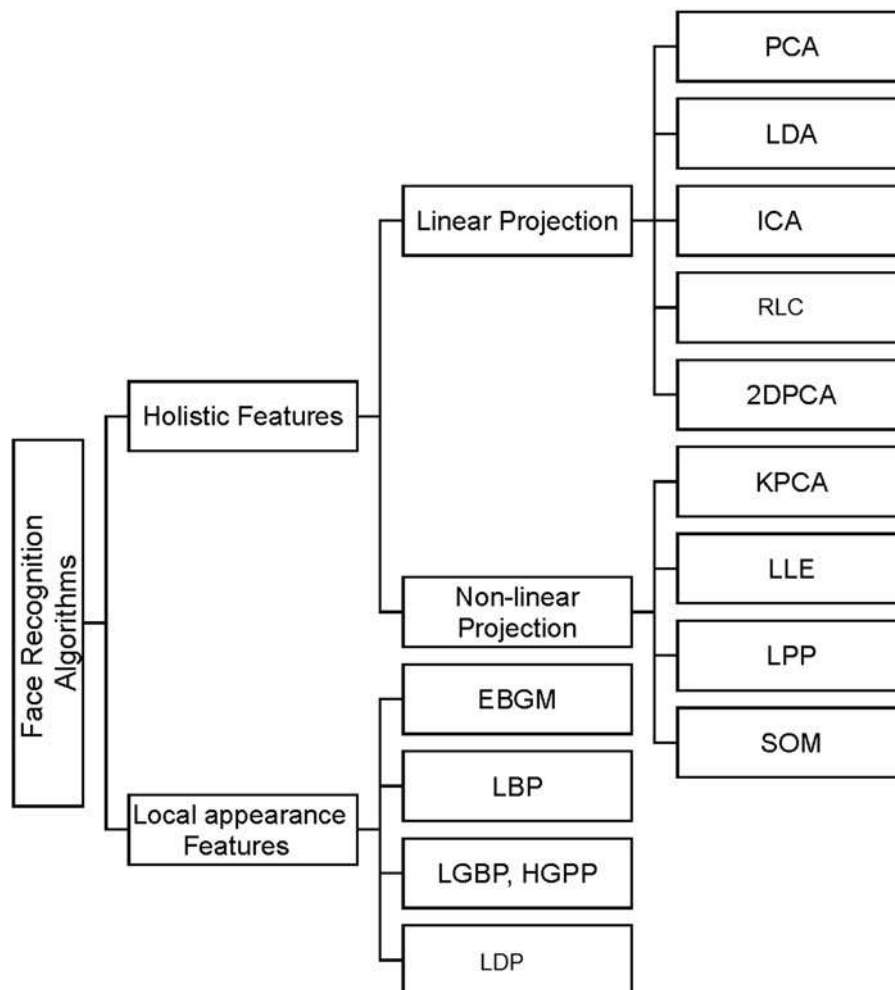 Face Recognition
Algorithms
Holistic Features
Linear Projection
PCA
LDA
ICA
RLC
2DPCA
Non-linear
Projection
KPCA
LLE
LPP
SOM
Local appearance
Features
EBGM
LBP
LGBP, HGPP
LDP